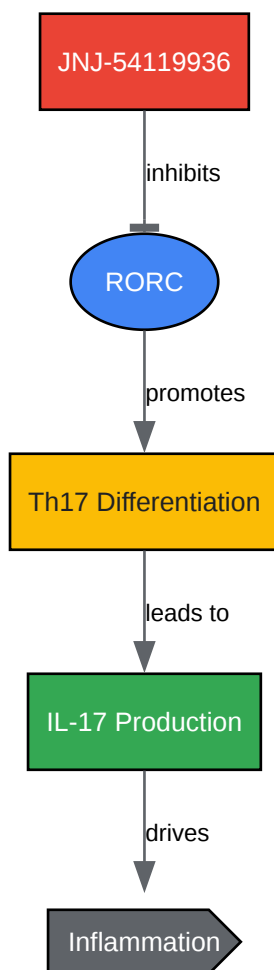 JNJ-54119936
inhibits
RORC
promotes
Th17 Differentiation
leads to
IL-17 Production
drives
Inflammation